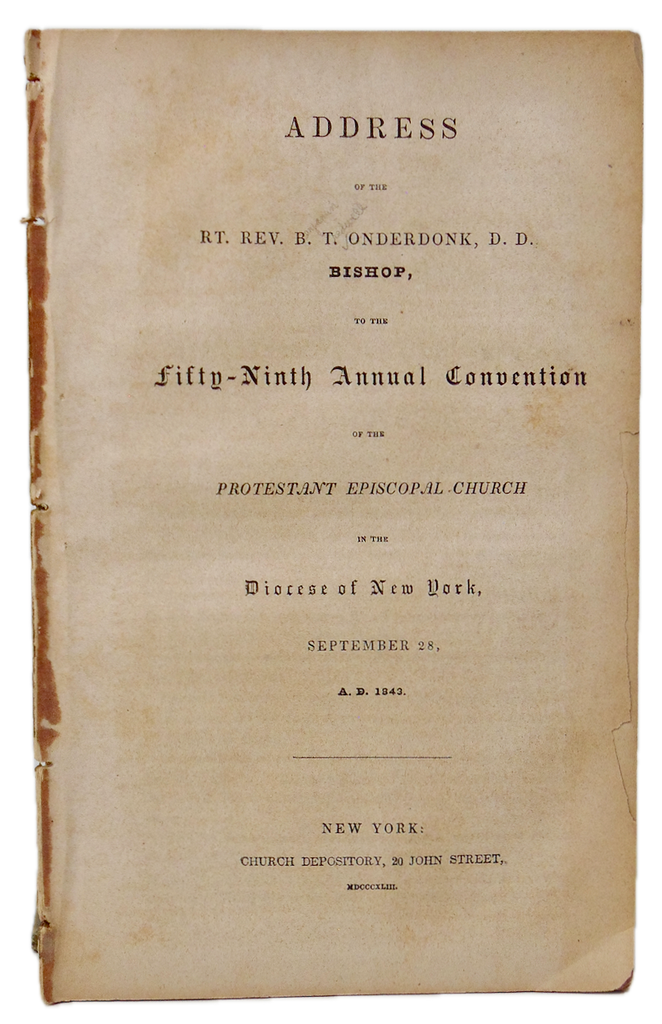 ADDRESS
OF THE
RT. REV. B. T. ONDERDONK, D. D.
BISHOP,
TO THE
Fifty-Ninth Annual Convention
OF THE
PROTESTANT EPISCOPAL CHURCH
IN THE
Diocese of New York,
SEPTEMBER 28,
A. D. 1843.
NEW YORK:
CHURCH DEPOSITORY, 20 JOHN STREET,
MDCCCXLIII.